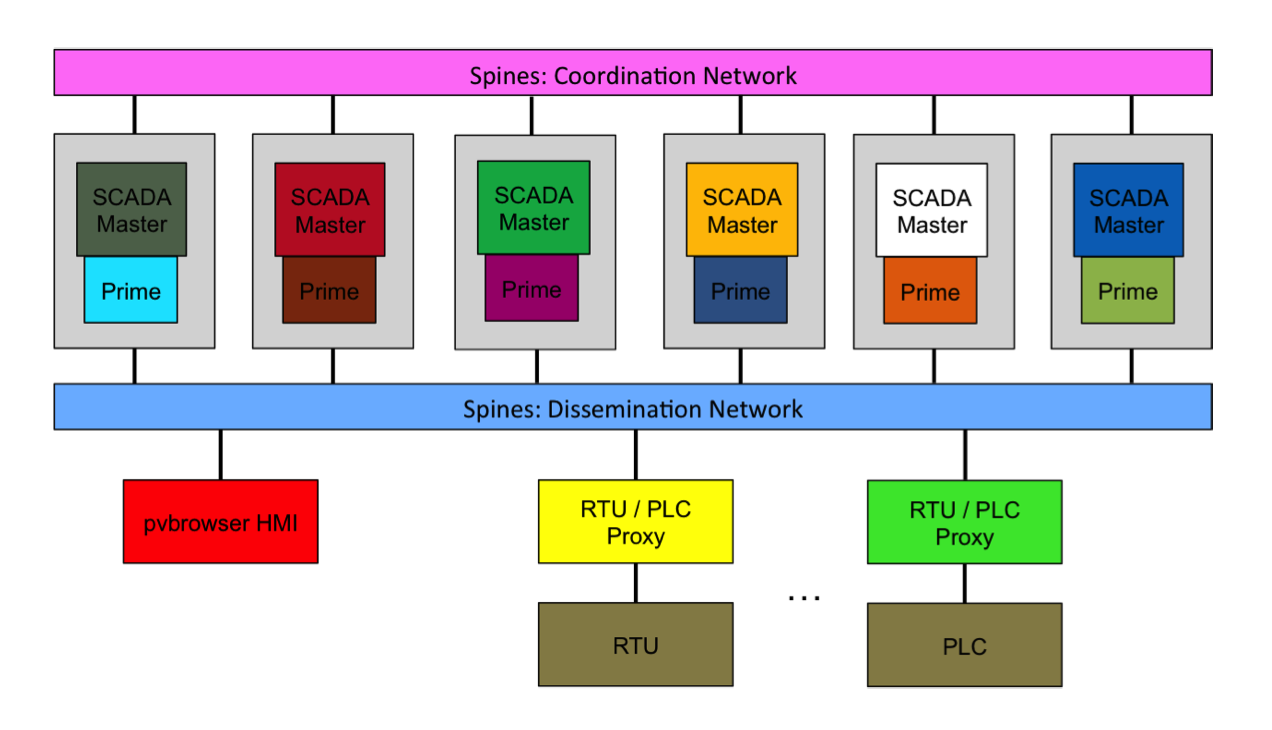 Spines: Coordination Network
SCADA
Master
Prime
SCADA
Master
Prime
SCADA
Master
Prime
SCADA
Master
Prime
SCADA
Master
Prime
SCADA
Master
Prime
Spines: Dissemination Network
pvbrowser HMI
RTU / PLC
Proxy
RTU
...
RTU / PLC
Proxy
PLC